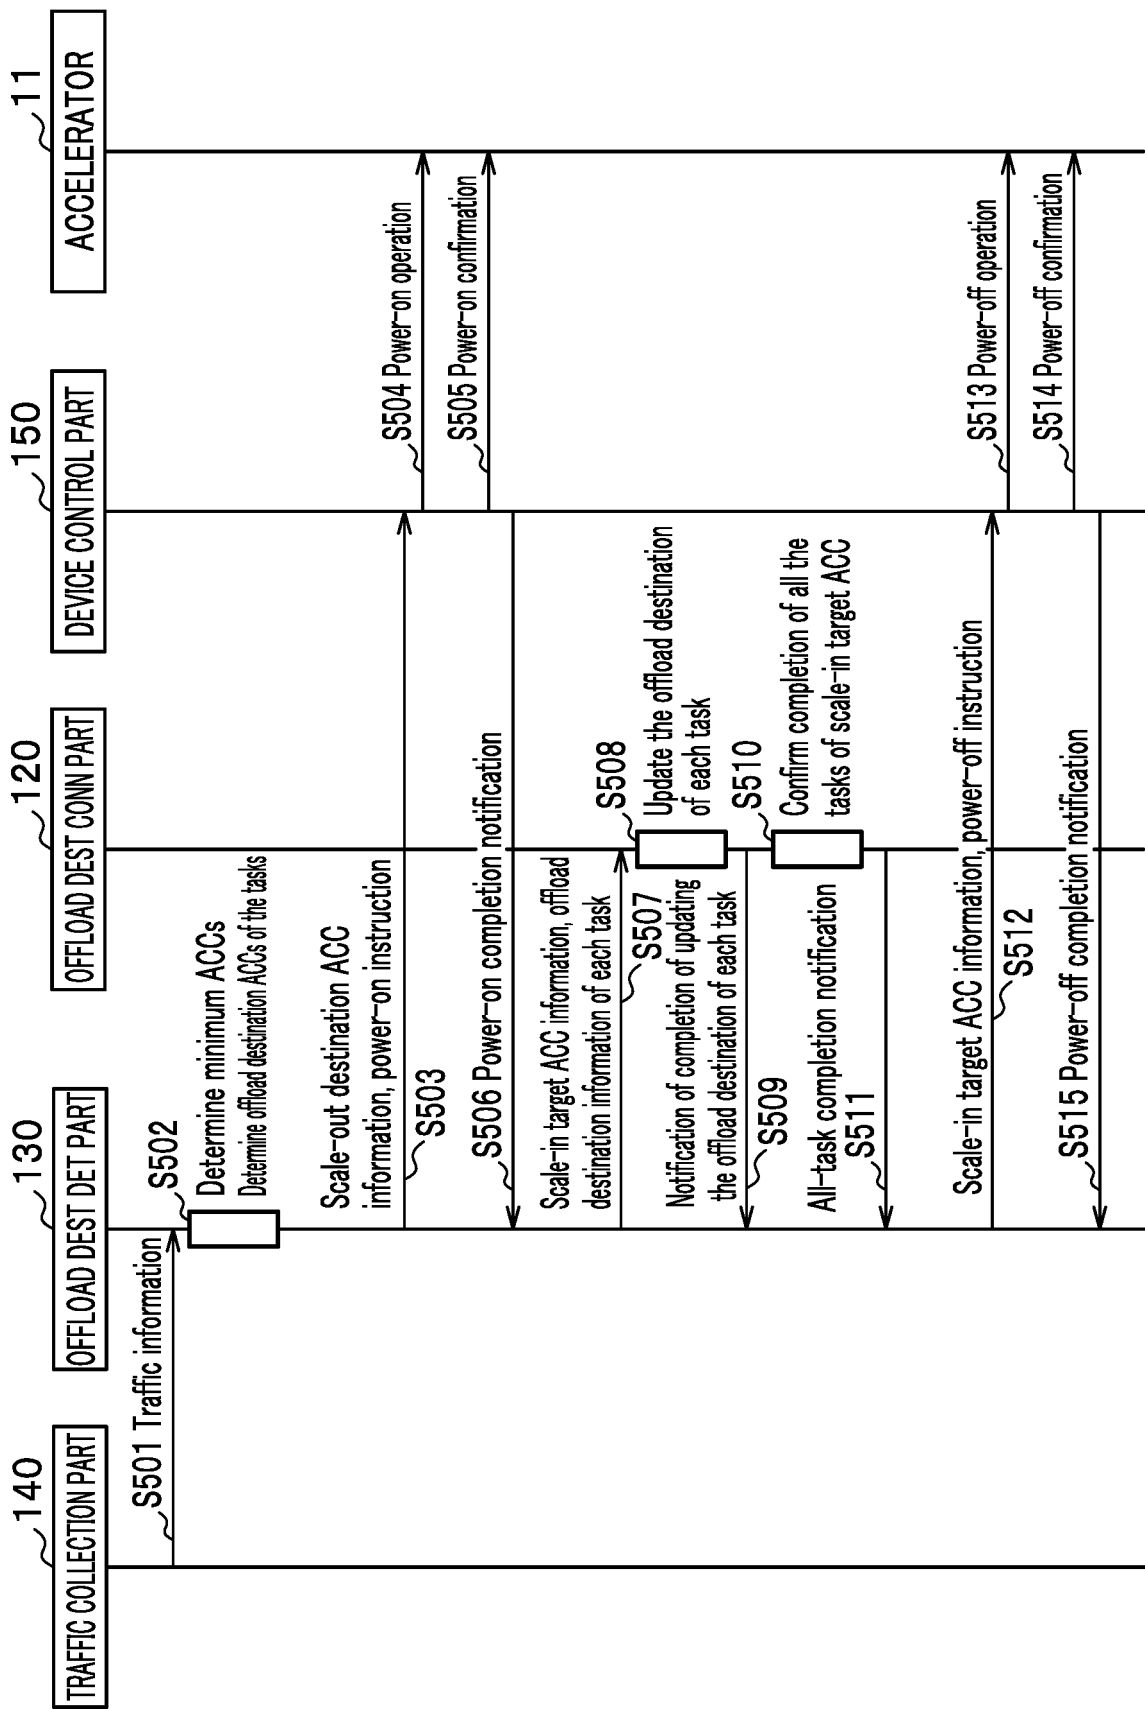 140
TRAFFIC COLLECTION PART
130
OFFLOAD DEST DET PART
120
OFFLOAD DEST CONN PART
150
DEVICE CONTROL PART
11
ACCELERATOR
S501 Traffic information
S502
Determine minimum ACCs
Determine offload destination ACCs of the tasks
Scale-out destination ACC
information, power-on instruction
S503
S504 Power-on operation
S505 Power-on confirmation
S506 Power-on completion notification
Scale-in target ACC information, offload
destination information of each task
S507
S508
Update the offload destination
of each task
Notification of completion of updating
the offload destination of each task
S509
S510
Confirm completion of all the
tasks of scale-in target ACC
All-task completion notification
S511
Scale-in target ACC information, power-off instruction
S512
S513 Power-off operation
S514 Power-off confirmation
S515 Power-off completion notification